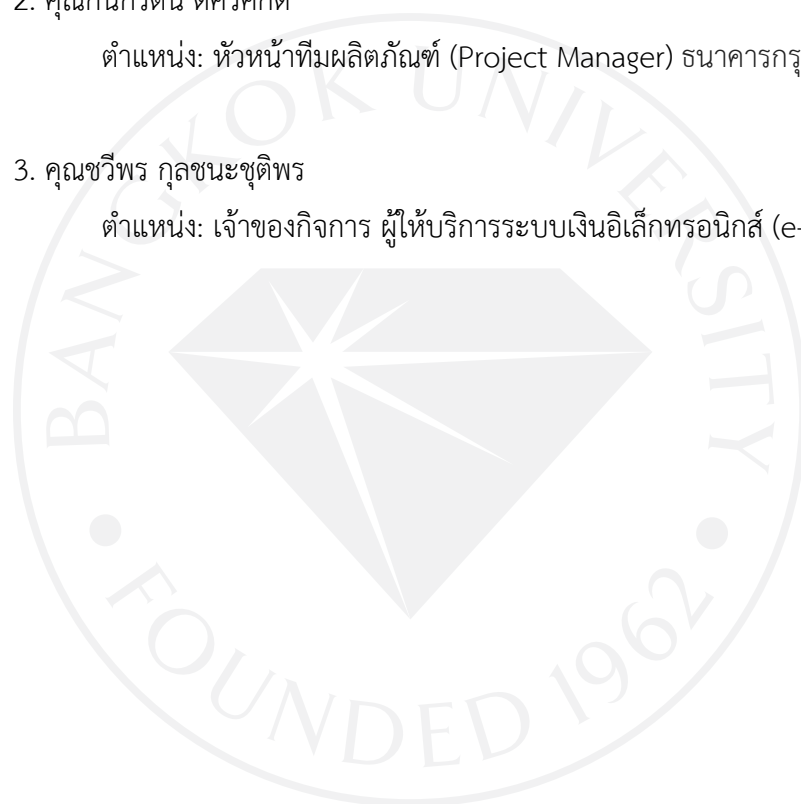 2.
ตำแหน่ง: หัวหน้าทีมผลิตภัณฑ์ (Project Manager) ธนาคารกรุ
3. คุณชวีพร กุลชนะชุติพร
ตำแหน่ง: เจ้าของกิจการ ผู้ให้บริการระบบเงินอิเล็กทรอนิกส์ (e-
BANGKOK UNIVERSITY
• FOUNDED 1962 •